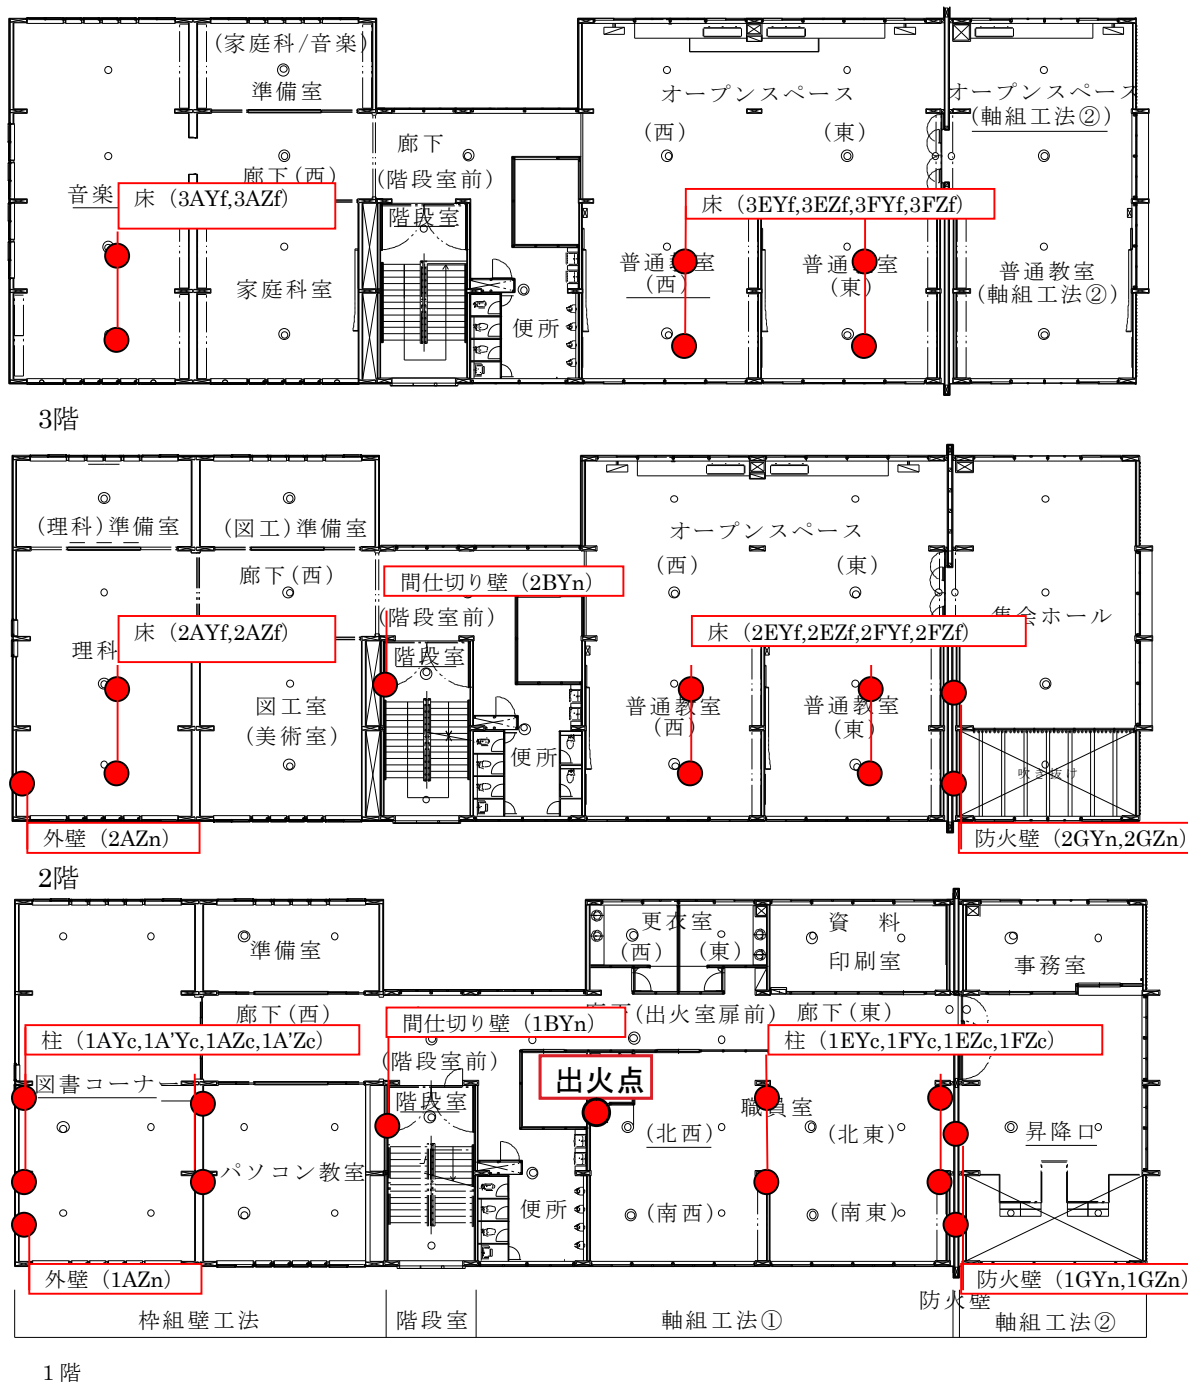 (家庭科/音楽)
準備室
オープンスペース
(西)
(東)
オープンスペース
(軸組工法②)
廊下
(階段室前)
廊下(西)
音楽
床（3AYf,3AZf）
階段室
床（3EYf,3EZf,3FYf,3FZf）
家庭科室
便所
普通教室
(西)
普通教室
(東)
普通教室
(軸組工法②)
3階
(理科)準備室
(図工)準備室
オープンスペース
(西)
(東)
廊下(西)
間仕切り壁（2BYn）
(階段室前)
集会ホール
床（2AYf,2AZf）
理科
階段室
床（2EYf,2EZf,2FYf,2FZf）
図工室
(美術室)
便所
普通教室
(西)
普通教室
(東)
吹き抜け
外壁（2AZn）
防火壁（2GYn,2GZn）
2階
準備室
更衣室
(西)
(東)
資　料
印刷室
事務室
廊下(西)
間仕切り壁（1BYn）
廊下(出火室扉前)
廊下(東)
柱（1AYc,1A'Yc,1AZc,1A'Zc）
(階段室前)
柱（1EYc,1FYc,1EZc,1FZc）
図書コーナー
階段室
出火点
職員室
(北西)
(北東)
昇降口
パソコン教室
便所
(南西)
(南東)
外壁（1AZn）
防火壁（1GYn,1GZn）
防火壁
枠組壁工法
階段室
軸組工法①
軸組工法②
1階